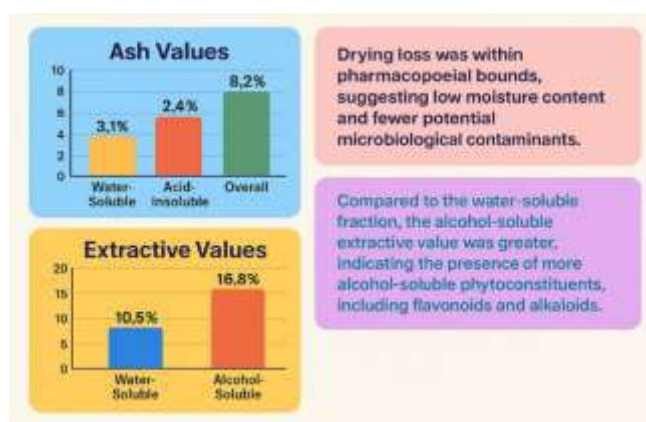 Ash Values
10
8
6
4
2
0
3,1%
2,4%
8,2%
Water-
Soluble
Acid-
Insoluble
Overall
Extractive Values
20
15
10
5
0
10,5%
16,8%
Water-
Soluble
Alcohol-
Soluble
Drying loss was within
pharmacopoeial bounds,
suggesting low moisture content
and fewer potential
microbiological contaminants.
Compared to the water-soluble
fraction, the alcohol-soluble
extractive value was greater,
indicating the presence of more
alcohol-soluble phytoconstituents,
including flavonoids and alkaloids.